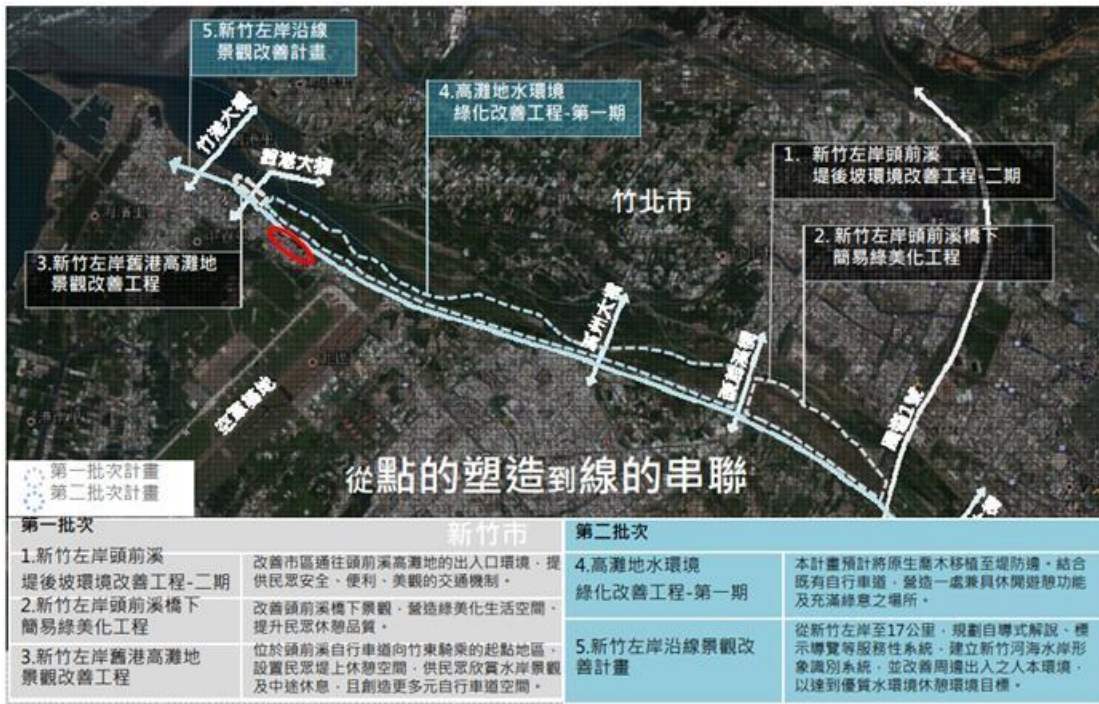 5.新竹左岸沿線
景觀改善計畫
4.高灘地水環境
綠化改善工程-第一期
竹港大橋
舊港大橋
1. 新竹左岸頭前溪
堤後坡環境改善工程-二期
竹北市
2. 新竹左岸頭前溪橋下
簡易綠美化工程
3.新竹左岸舊港高灘地
景觀改善工程
頭前溪橋
國道1號
空軍基地
從點的塑造到線的串聯
第一批次計畫
第二批次計畫
新竹市
第一批次
1.新竹左岸頭前溪
堤後坡環境改善工程-二期
改善市區通往頭前溪高灘地的出入口環境，提
供民眾安全、便利、美觀的交通機制。
2.新竹左岸頭前溪橋下
簡易綠美化工程
改善頭前溪橋下景觀，營造綠美化生活空間、
提升民眾休憩品質。
3.新竹左岸舊港高灘地
景觀改善工程
位於頭前溪自行車道向竹東騎乘的起點地區、
設置民眾堤上休憩空間，供民眾欣賞水岸景觀
及中途休息，且創造更多元自行車道空間。
第二批次
4.高灘地水環境
綠化改善工程-第一期
本計畫預計將原生喬木移植至堤防邊。結合
既有自行車道，營造一處兼具休閒遊憩功能
及充滿綠意之場所。
5.新竹左岸沿線景觀改
善計畫
從新竹左岸至17公里，規劃自導式解說、標
示導覽等服務性系統，建立新竹河海水岸形
象識別系統，並改善周邊出入之人本環境，
以達到優質水環境休憩環境目標。